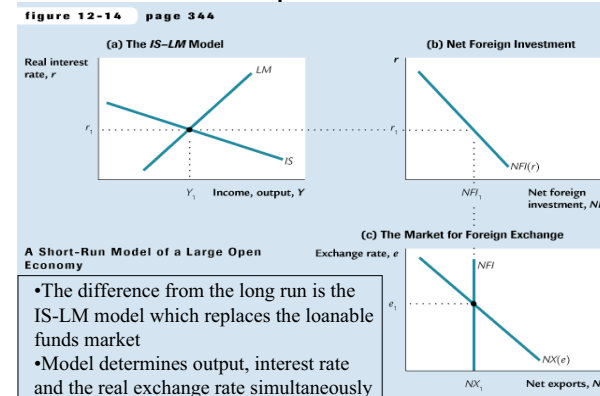 figure 12-14 page 344
(a) The IS–LM Model
Real interest
rate, r
LM
r1
IS
Y1
Income, output, Y
(b) Net Foreign Investment
r
r1
NFI(r)
NFI1
Net foreign
investment,
(c) The Market for Foreign Exchange
Exchange rate, e
NFI
e1
NX(e)
NX1
Net exports,
A Short-Run Model of a Large Open
Economy
•The difference from the long run is the
IS-LM model which replaces the loanable
funds market
•Model determines output, interest rate
and the real exchange rate simultaneously